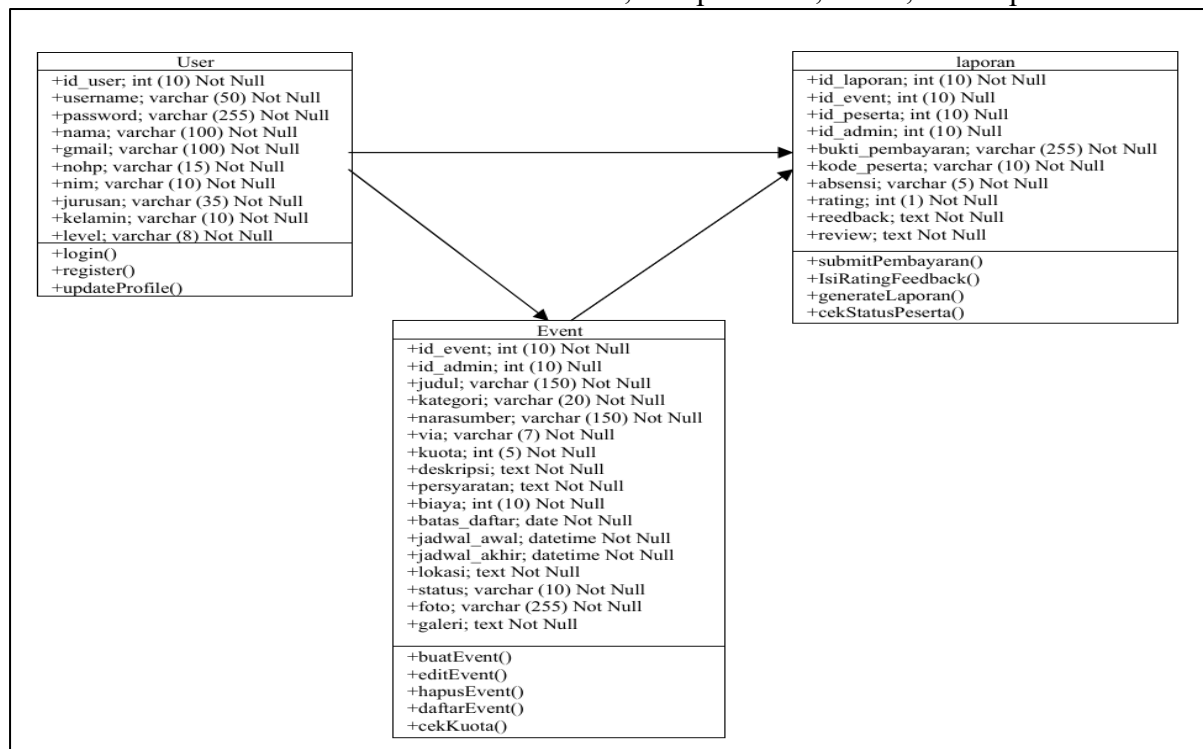 User
+id_user; int (10) Not Null
+username; varchar (50) Not Null
+password; varchar (255) Not Null
+nama; varchar (100) Not Null
+gmail; varchar (100) Not Null
+nohp; varchar (15) Not Null
+nim; varchar (10) Not Null
+jurusan; varchar (35) Not Null
+kelamin; varchar (10) Not Null
+level; varchar (8) Not Null
+login()
+register()
+updateProfile()
laporan
+id_laporan; int (10) Not Null
+id_event; int (10) Null
+id_peserta; int (10) Null
+id_admin; int (10) Null
+bukti_pembayaran; varchar (255) Not Null
+kode_peserta; varchar (10) Not Null
+absensi; varchar (5) Not Null
+rating; int (1) Not Null
+reedback; text Not Null
+review; text Not Null
+submitPembayaran()
+IsiRatingFeedback()
+generateLaporan()
+cekStatusPeserta()
Event
+id_event; int (10) Not Null
+id_admin; int (10) Null
+judul; varchar (150) Not Null
+kategori; varchar (20) Not Null
+narasumber; varchar (150) Not Null
+via; varchar (7) Not Null
+kuota; int (5) Not Null
+deskripsi; text Not Null
+persyaratan; text Not Null
+biaya; int (10) Not Null
+batas_daftar; date Not Null
+jadwal_awal; datetime Not Null
+jadwal_akhir; datetime Not Null
+lokasi; text Not Null
+status; varchar (10) Not Null
+foto; varchar (255) Not Null
+galeri; text Not Null
+buatEvent()
+editEvent()
+hapusEvent()
+daftarEvent()
+cekKuota()